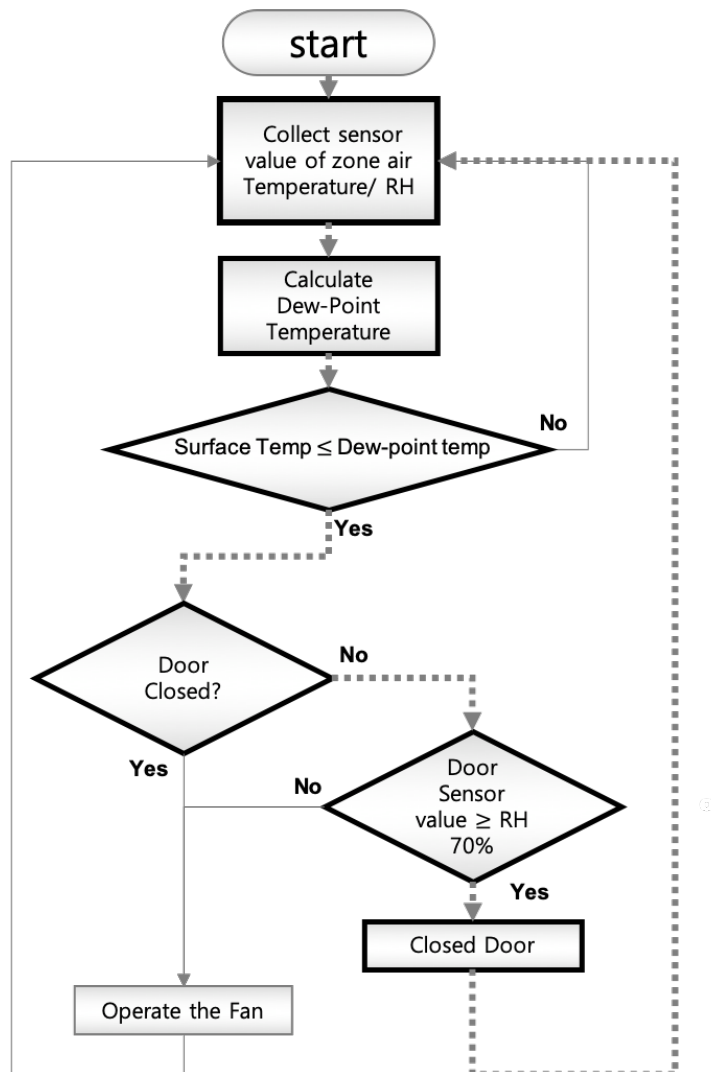 start
Collect sensor
value of zone air
Temperature/ RH
Calculate
Dew-Point
Temperature
No
Surface Temp ≤ Dew-point temp
Yes
Door
Closed?
No
Yes
No
Door
Sensor
value ≥ RH
70%
Yes
Closed Door
Operate the Fan